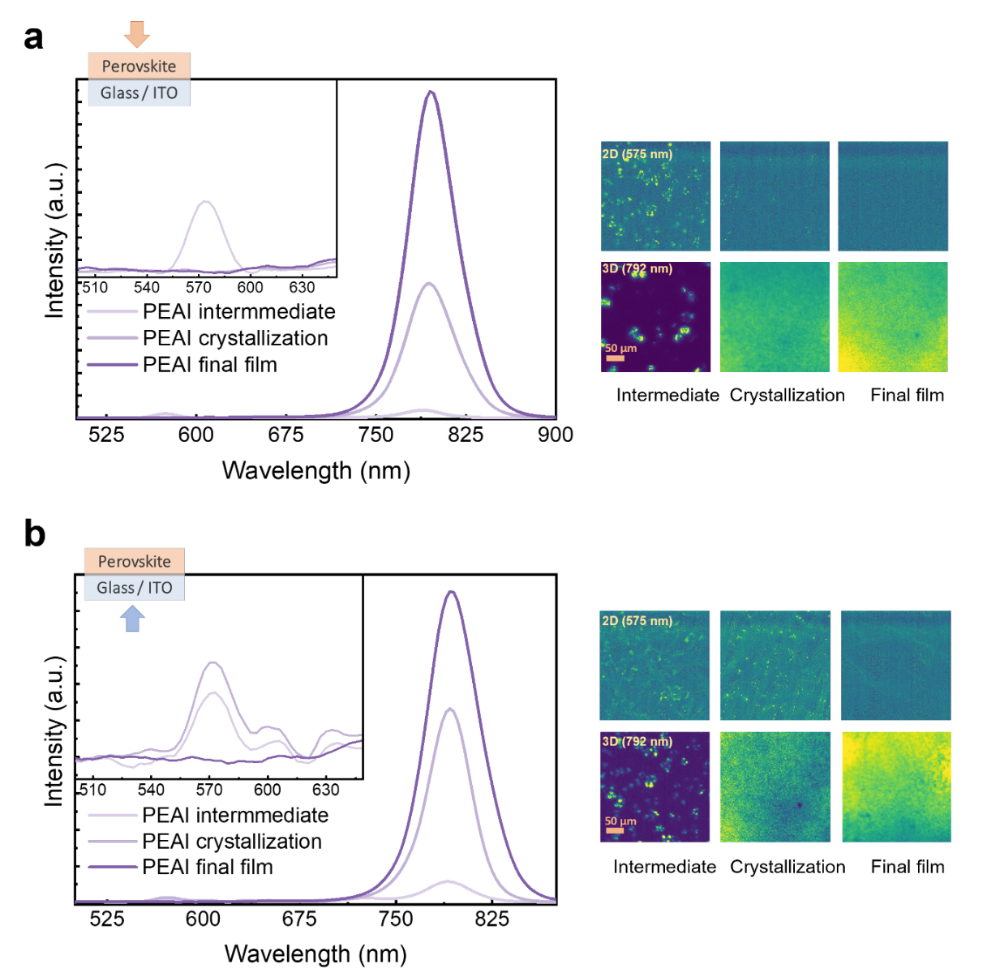 a
Perovskite
Glass / ITO
Intensity (a.u.)
510 540 570 600 630
PEAI intermmediate
PEAI crystallization
PEAI final film
525 600 675 750 825 900
Wavelength (nm)
2D (575 nm)
3D (792 nm)
50 μm
Intermediate Crystallization Final film
b
Perovskite
Glass / ITO
Intensity (a.u.)
510 540 570 600 630
PEAI intermmediate
PEAI crystallization
PEAI final film
525 600 675 750 825
Wavelength (nm)
2D (575 nm)
3D (792 nm)
50 μm
Intermediate Crystallization Final film